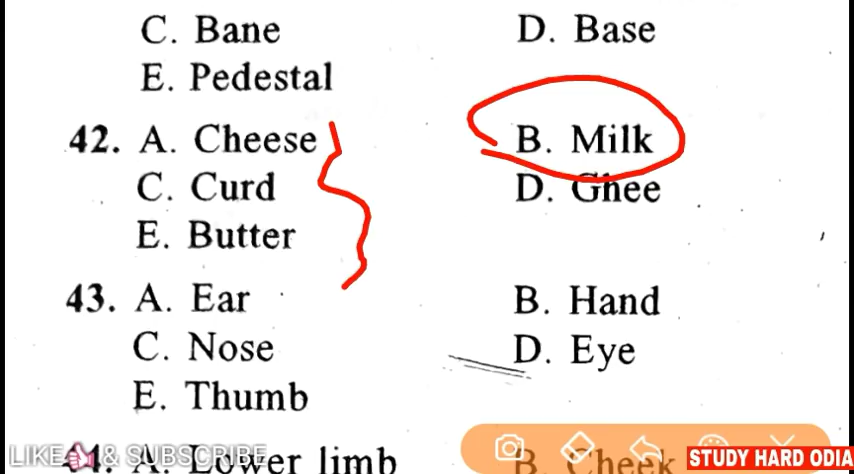 C. Bane D. Base
E. Pedestal
42. A. Cheese B. Milk
C. Curd D. Ghee
E. Butter
43. A. Ear B. Hand
C. Nose D. Eye
E. Thumb
A. Lower limb B. Cheek
LIKE & SUBSCRIBE
STUDY HARD ODIA